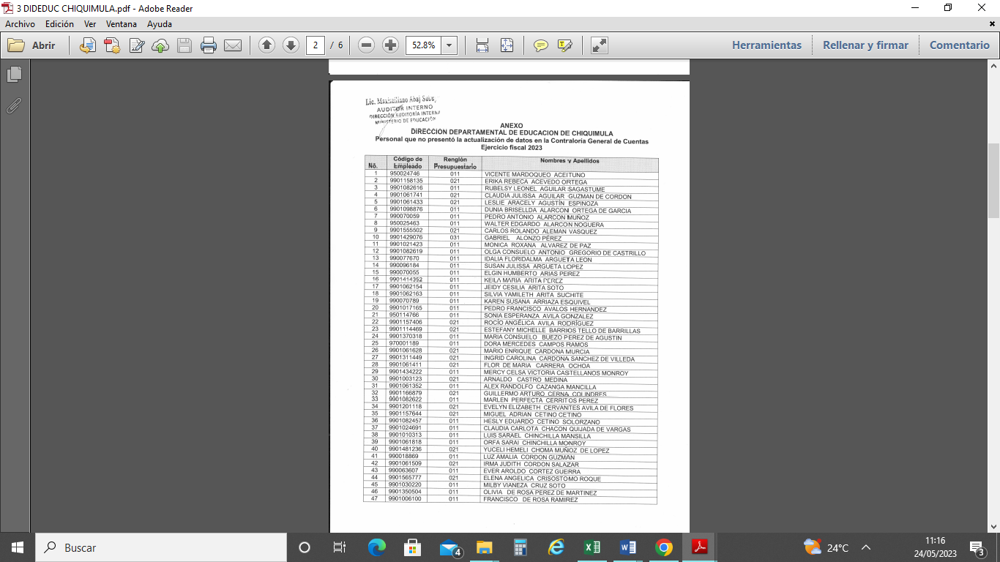 3 DIDEDUC CHIQUIMULA.pdf - Adobe Reader
Archivo Edición Ver Ventana Ayuda
Abrir 2 / 6 52.8% Herramientas Rellenar y firmar Comentario
Lic. Maximiliano Abaj
AUDITOR INTERNO
DIRECCIÓN AUDITORÍA INTERNA
MINISTERIO DE EDUCACIÓN
ANEXO
DIRECCIÓN DEPARTAMENTAL DE EDUCACION DE CHIQUIMULA
Personal que no presentó la actualización de datos en la Contraloría General de Cuentas
Ejercicio fiscal 2023
No. Código de Empleado Renglón Presupuestario Nombres y Apellidos
1 950024746 011 VICENTE MARDOQUEO ACEITUNO
2 9901158135 021 ERIKA REBECA ACEVEDO ORTEGA
3 9901082616 011 RUBELSY LEONEL AGUILAR SAGASTUME
4 9901061741 021 CLAUDIA JULISSA AGUILAR GUZMAN DE CORDON
5 9901061433 021 LESLIE ARACELY AGUSTÍN ESPINOZA
6 9901098876 011 DUNIA BRISELLDA ALARCON ORTEGA DE GARCIA
7 990070059 011 PEDRO ANTONIO ALARCON MUÑOZ
8 950025463 011 WALTER EDGARDO ALARCON NOGUERA
9 9901555502 021 CARLOS ROLANDO ALEMAN VASQUEZ
10 9901429076 031 GABRIEL ALONZO PÉREZ
11 9901021423 011 MONICA ROXANA ALVAREZ DE PAZ
12 9901082619 011 OLGA CONSUELO ANTONIO GREGORIO DE CASTRILLO
13 990077670 011 IDALIA FLORIDALMA ARGUETA LEON
14 990096184 011 SUSAN JULISSA ARGUETA LOPEZ
15 990070055 011 ELGIN HUMBERTO ARIAS PEREZ
16 9901414352 011 KEILA MARIA ARITA PEREZ
17 9901062154 011 JEIDY CESILIA ARITA SOTO
18 9901062163 011 SILVIA YAMILETH ARITA SUCHITE
19 990070789 011 KAREN SUSANA ARRIAZA ESQUIVEL
20 9901017165 011 PEDRO FRANCISCO AVALOS HERNANDEZ
21 950114766 011 SONIA ESPERANZA AVILA GONZALEZ
22 9901157406 021 ROCÍO ANGÉLICA AVILA RODRÍGUEZ
23 9901114469 021 ESTEFANY MICHELLE BARRIOS TELLO DE BARRILLAS
24 9901370318 011 MARIA CONSUELO BUEZO PEREZ DE AGUSTIN
25 970001189 011 DORA MERCEDES CAMPOS RAMOS
26 9901061628 021 MARIO ENRIQUE CARDONA MURCIA
27 9901311449 021 INGRID CAROLINA CARDONA SANCHEZ DE VILLEDA
28 9901061411 021 FLOR DE MARIA CARRERA OCHOA
29 9901434222 011 MERCY CELSA VICTORIA CASTELLANOS MONROY
30 9901003123 021 ARNALDO CASTRO MEDINA
31 9901061352 011 ALEX RANDOLFO CAZANGA MANCILLA
32 9901166879 021 GUILLERMO ARTURO CERNA COLINDRES
33 9901082622 011 MARLEN PERFECTA CERRITOS PEREZ
34 9901201118 021 EVELYN ELIZABETH CERVANTES AVILA DE FLORES
35 9901157644 021 MIGUEL ADRIAN CETINO CETINO
36 9901082457 011 HESLY EDUARDO CETINO SOLORZANO
37 9901024691 011 CLAUDIA CARLOTA CHACON QUIJADA DE VARGAS
38 9901010313 011 LUIS SARAEL CHINCHILLA MANSILLA
39 9901061818 011 ORFA SARAI CHINCHILLA MONROY
40 9901481236 021 YUCELI HEMELI CHOMA MUÑOZ DE LOPEZ
41 990018869 011 LUZ AMALIA CORDON GUZMAN
42 9901061509 021 IRMA JUDITH CORDON SALAZAR
43 990063607 011 EVER AROLDO CORTEZ GUERRA
44 9901565777 021 ELENA ANGELICA CRISOSTOMO ROQUE
45 9901030220 011 MILBY VIANEZA CRUZ SOTO
46 9901350504 011 OLIVIA DE ROSA PEREZ DE MARTINEZ
47 9901006100 011 FRANCISCO DE ROSA RAMIREZ
Buscar 4 24°C 11:16 24/05/2023 3